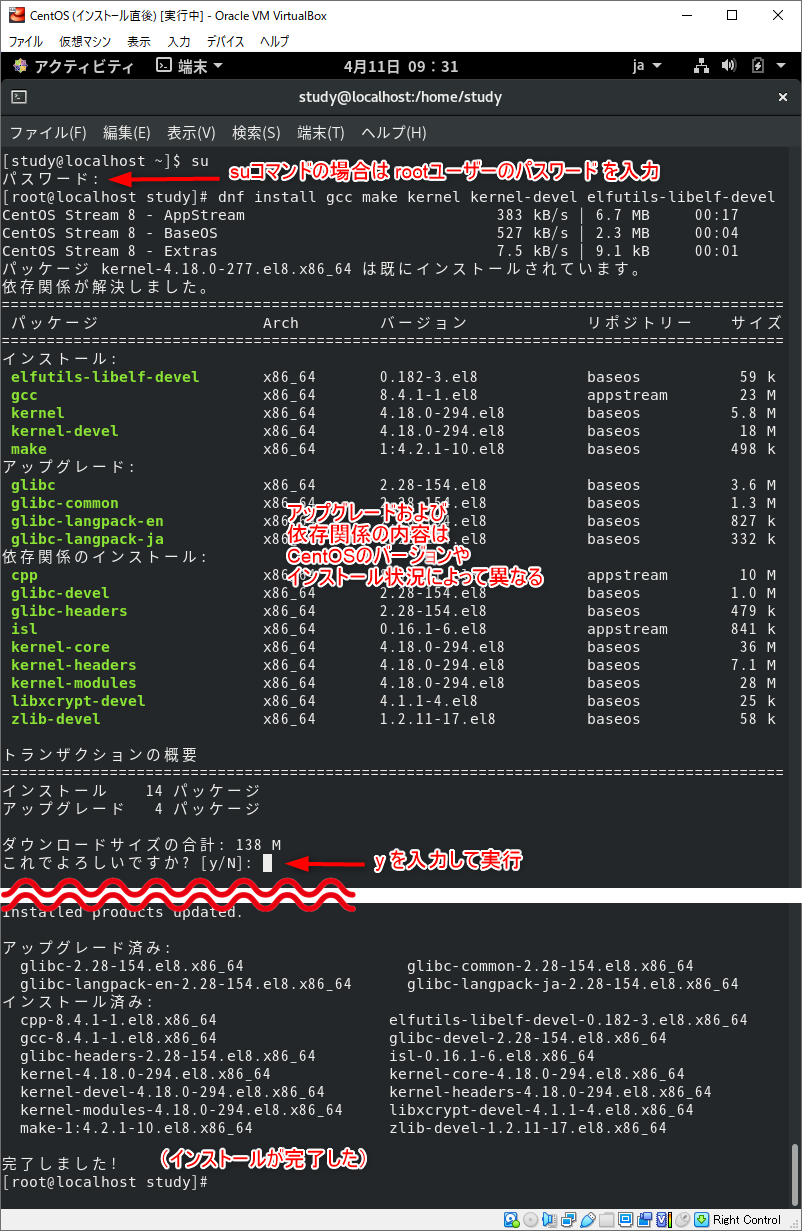 CentOS (インストール直後) [実行中] - Oracle VM VirtualBox
ファイル 仮想マシン 表示 入力 デバイス ヘルプ
アクティビティ 端末 4月11日 09：31 ja
study@localhost:/home/study
ファイル(F) 編集(E) 表示(V) 検索(S) 端末(T) ヘルプ(H)
[study@localhost ~]$ su
suコマンドの場合は rootユーザーのパスワード を入力
パスワード:
[root@localhost study]# dnf install gcc make kernel kernel-devel elfutils-libelf-devel
CentOS Stream 8 - AppStream 383 kB/s | 6.7 MB 00:17
CentOS Stream 8 - BaseOS 527 kB/s | 2.3 MB 00:04
CentOS Stream 8 - Extras 7.5 kB/s | 9.1 kB 00:01
パッケージ kernel-4.18.0-277.el8.x86_64 は既にインストールされています。
依存関係が解決しました。
================================================================================
パッケージ Arch バージョン リポジトリー サイズ
================================================================================
インストール:
elfutils-libelf-devel x86_64 0.182-3.el8 baseos 59 k
gcc x86_64 8.4.1-1.el8 appstream 23 M
kernel x86_64 4.18.0-294.el8 baseos 5.8 M
kernel-devel x86_64 4.18.0-294.el8 baseos 18 M
make x86_64 1:4.2.1-10.el8 baseos 498 k
アップグレード:
glibc x86_64 2.28-154.el8 baseos 3.6 M
glibc-common x86_64 2.28-154.el8 baseos 1.3 M
glibc-langpack-en baseos 827 k
glibc-langpack-ja baseos 332 k
アップグレードおよび
依存関係の内容は
CentOSのバージョンや
インストール状況によって異なる
依存関係のインストール:
cpp appstream 10 M
glibc-devel x86_64 2.28-154.el8 baseos 1.0 M
glibc-headers x86_64 2.28-154.el8 baseos 479 k
isl x86_64 0.16.1-6.el8 appstream 841 k
kernel-core x86_64 4.18.0-294.el8 baseos 36 M
kernel-headers x86_64 4.18.0-294.el8 baseos 7.1 M
kernel-modules x86_64 4.18.0-294.el8 baseos 28 M
libxcrypt-devel x86_64 4.1.1-4.el8 baseos 25 k
zlib-devel x86_64 1.2.11-17.el8 baseos 58 k
トランザクションの概要
================================================================================
インストール 14 パッケージ
アップグレード 4 パッケージ
ダウンロードサイズの合計: 138 M
これでよろしいですか? [y/N]:
y を入力して実行
Installed products updated.
アップグレード済み:
glibc-2.28-154.el8.x86_64 glibc-common-2.28-154.el8.x86_64
glibc-langpack-en-2.28-154.el8.x86_64 glibc-langpack-ja-2.28-154.el8.x86_64
インストール済み:
cpp-8.4.1-1.el8.x86_64 elfutils-libelf-devel-0.182-3.el8.x86_64
gcc-8.4.1-1.el8.x86_64 glibc-devel-2.28-154.el8.x86_64
glibc-headers-2.28-154.el8.x86_64 isl-0.16.1-6.el8.x86_64
kernel-4.18.0-294.el8.x86_64 kernel-core-4.18.0-294.el8.x86_64
kernel-devel-4.18.0-294.el8.x86_64 kernel-headers-4.18.0-294.el8.x86_64
kernel-modules-4.18.0-294.el8.x86_64 libxcrypt-devel-4.1.1-4.el8.x86_64
make-1:4.2.1-10.el8.x86_64 zlib-devel-1.2.11-17.el8.x86_64
完了しました!
（インストールが完了した）
[root@localhost study]#
Right Control